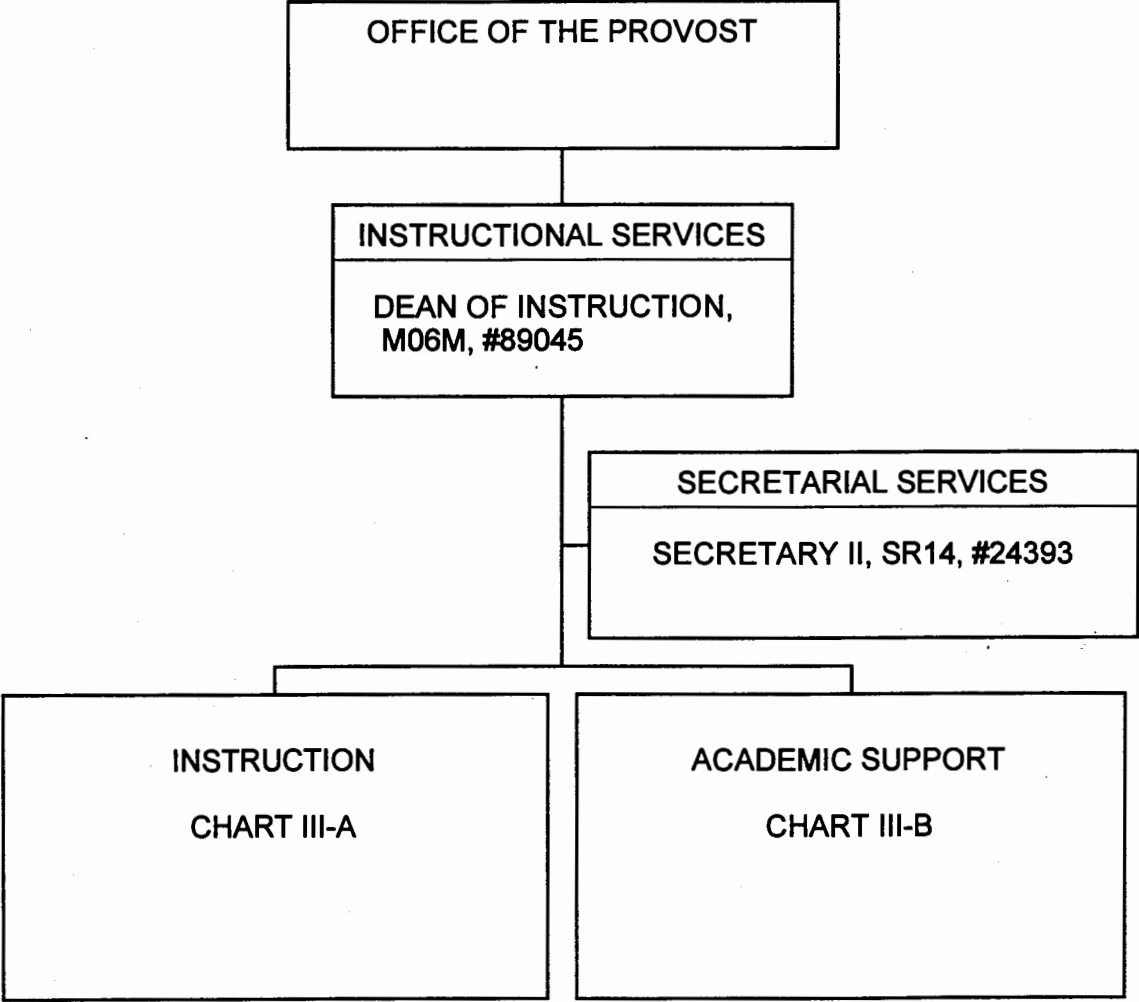 OFFICE OF THE PROVOST
INSTRUCTIONAL SERVICES
DEAN OF INSTRUCTION,
M06M, #89045
SECRETARIAL SERVICES
SECRETARY II, SR14, #24393
INSTRUCTION
CHART III-A
ACADEMIC SUPPORT
CHART III-B